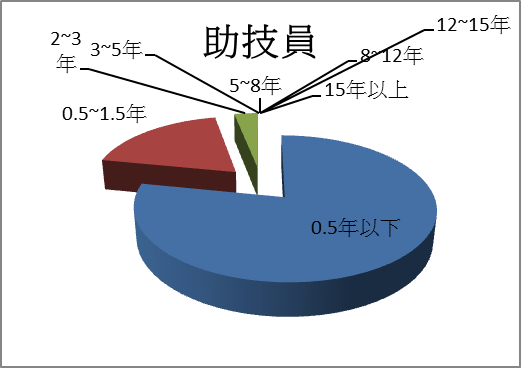 助技員
12~15年
2~3
年
3~5年
8~12年
5~8年
15年以上
0.5~1.5年
0.5年以下